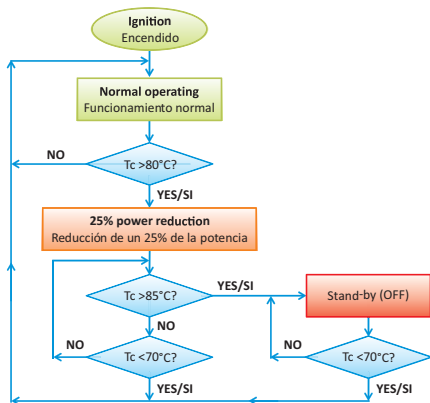 Ignition
Encendido
Normal operating
Funcionamiento normal
NO
Tc >80°C?
YES/SI
25% power reduction
Reducción de un 25% de la potencia
YES/SI
Tc >85°C?
Stand-by (OFF)
NO
NO
NO
Tc <70°C?
Tc <70°C?
YES/SI
YES/SI